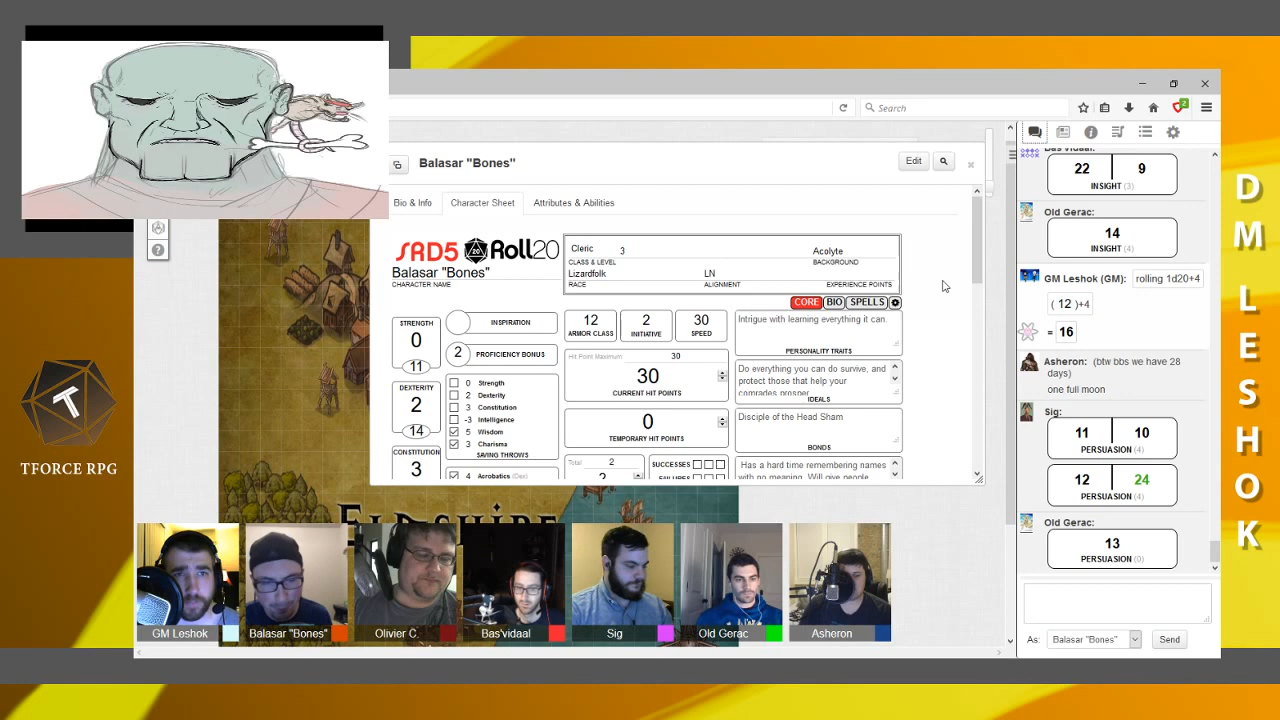 Search
2
Balasar "Bones"
Edit
Bio & Info
Character Sheet
Attributes & Abilities
SRD5 20 Roll20
Balasar "Bones"
CHARACTER NAME
Cleric 3 Acolyte
CLASS & LEVEL BACKGROUND
Lizardfolk LN
RACE ALIGNMENT EXPERIENCE POINTS
CORE BIO SPELLS
STRENGTH
0
11
DEXTERITY
2
14
CONSTITUTION
3
INSPIRATION
2 PROFICIENCY BONUS
0 Strength
2 Dexterity
3 Constitution
-3 Intelligence
5 Wisdom
3 Charisma
SAVING THROWS
4 Acrobatics (Dex)
12
ARMOR CLASS
2
INITIATIVE
30
SPEED
Hit Point Maximum 30
30
CURRENT HIT POINTS
0
TEMPORARY HIT POINTS
Total 2
SUCCESSES
FAILURES
Intrigue with learning everything it can.
PERSONALITY TRAITS
Do everything you can do survive, and
protect those that help your
comrades prosper
IDEALS
Disciple of the Head Sham
BONDS
Has a hard time remembering names
with no meaning. Will give people
Bas'vidaal:
22 9
INSIGHT (3)
Old Gerac:
14
INSIGHT (4)
GM Leshok (GM): rolling 1d20+4
( 12 )+4
= 16
Asheron: (btw bbs we have 28
days)
one full moon
Sig:
11 10
PERSUASION (4)
12 24
PERSUASION (4)
Old Gerac:
13
PERSUASION (0)
As: Balasar "Bones" Send
T
TFORCE RPG
ELDSHIRE
GM Leshok
Balasar "Bones"
Olivier C.
Bas'vidaal
Sig
Old Gerac
Asheron
DM LESHOK